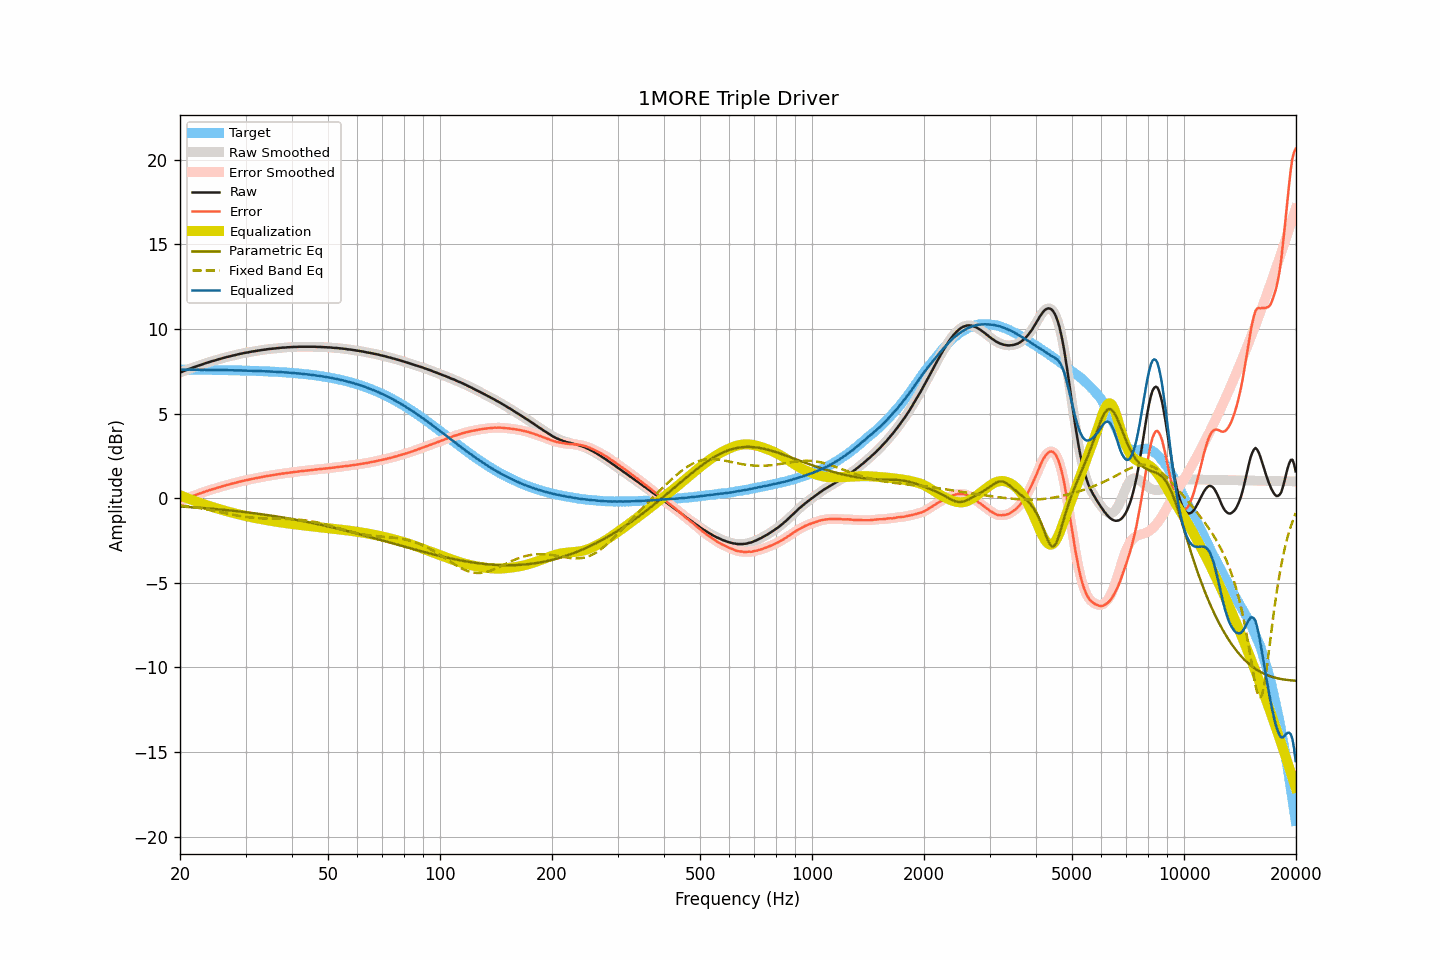 1MORE Triple Driver
Target
Raw Smoothed
Error Smoothed
Raw
Error
Equalization
Parametric Eq
Fixed Band Eq
Equalized
20
15
10
5
0
−5
−10
−15
−20
Amplitude (dBr)
20 50 100 200 500 1000 2000 5000 10000 20000
Frequency (Hz)